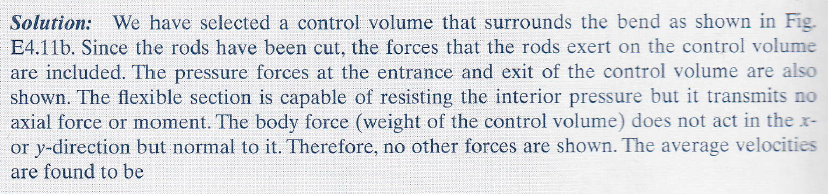 Solution: We have selected a control volume that surrounds the bend as shown in Fig.
E4.11b. Since the rods have been cut, the forces that the rods exert on the control volume
are included. The pressure forces at the entrance and exit of the control volume are also
shown. The flexible section is capable of resisting the interior pressure but it transmits no
axial force or moment. The body force (weight of the control volume) does not act in the x-
or y-direction but normal to it. Therefore, no other forces are shown. The average velocities
are found to be